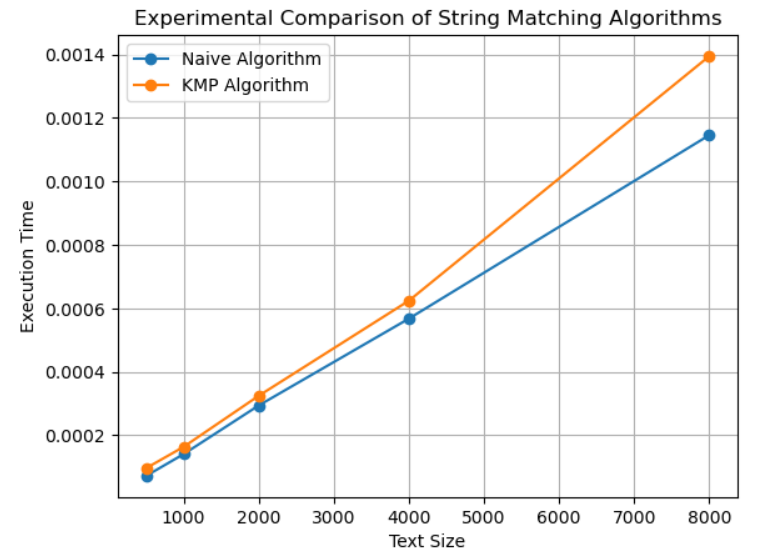 Experimental Comparison of String Matching Algorithms
Naive Algorithm
KMP Algorithm
0.0014
0.0012
0.0010
0.0008
0.0006
0.0004
0.0002
Execution Time
1000 2000 3000 4000 5000 6000 7000 8000
Text Size